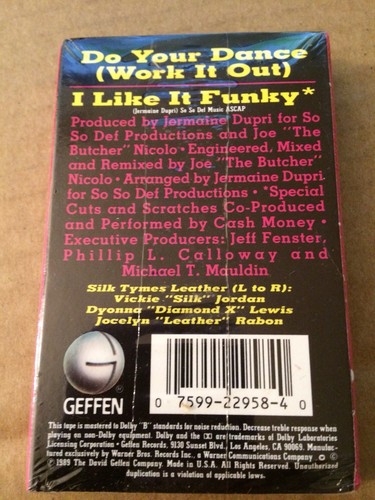 Do Your Dance
(Work It Out)
I Like It Funky*
(Jermaine Dupri) So So Def Music ASCAP
Produced by Jermaine Dupri for So
So Def Productions and Joe "The
Butcher" Nicolo • Engineered, Mixed
and Remixed by Joe "The Butcher"
Nicolo • Arranged by Jermaine Dupri
for So So Def Productions • *Special
Cuts and Scratches Co-Produced
and Performed by Cash Money •
Executive Producers: Jeff Fenster,
Phillip L. Calloway and
Michael T. Mauldin
Silk Tymes Leather (L to R):
Vickie "Silk" Jordan
Dyonna "Diamond X" Lewis
Jocelyn "Leather" Rabon
GEFFEN
0 7599-22958-4 0
This tape is mastered to Dolby "B" standards for noise reduction. Decrease treble response when
playing on non-Dolby equipment. Dolby and the DD are trademarks of Dolby Laboratories
Licensing Corporation • Geffen Records, 9130 Sunset Blvd., Los Angeles, CA 90069. Manufac-
tured exclusively by Warner Bros. Records Inc., a Warner Communications Company. ℗ ©
© 1989 The David Geffen Company. Made in U.S.A. All Rights Reserved. Unauthorized
duplication is a violation of applicable laws.